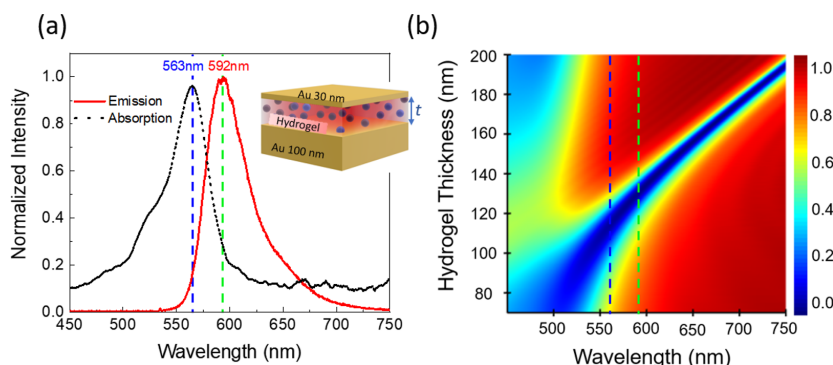 (a)
563nm 592nm
1.0
0.8
0.6
0.4
0.2
0.0
Normalized Intensity
Emission
Absorption
Au 30 nm
Hydrogel
Au 100 nm
t
450 500 550 600 650 700 750
Wavelength (nm)
(b)
200
180
160
140
120
100
80
Hydrogel Thickness (nm)
500 550 600 650 700 750
Wavelength (nm)
1.0
0.8
0.6
0.4
0.2
0.0